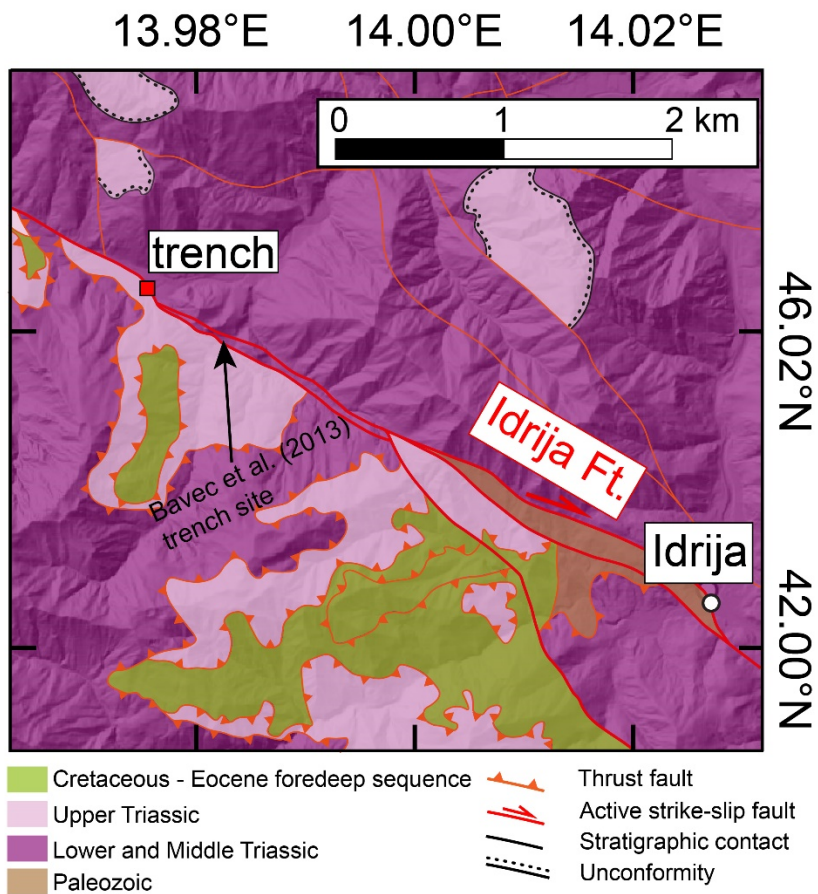 13.98°E 14.00°E 14.02°E
0 1 2 km
trench
46.02°N
Idrija Ft.
Bavec et al. (2013)
trench site
Idrija
42.00°N
Cretaceous - Eocene foredeep sequence
Upper Triassic
Lower and Middle Triassic
Paleozoic
Thrust fault
Active strike-slip fault
Stratigraphic contact
Unconformity